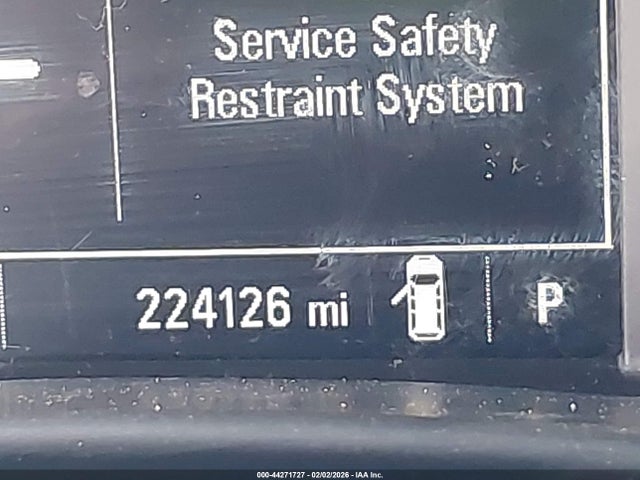 Service Safety
Restraint System
224126 mi
P
000-44271727 - 02/02/2026 - IAA Inc.